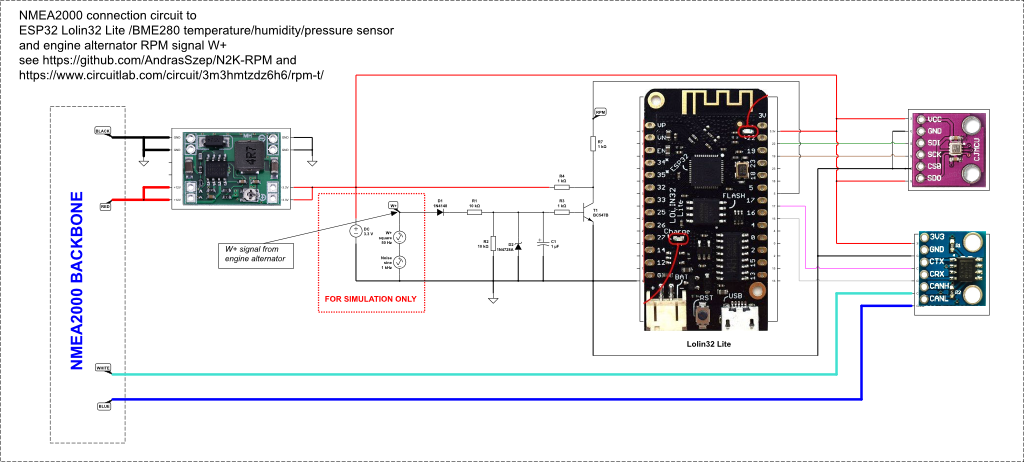 NMEA2000 connection circuit to
ESP32 Lolin32 Lite /BME280 temperature/humidity/pressure sensor
and engine alternator RPM signal W+
see https://github.com/AndrasSzep/N2K-RPM and
https://www.circuitlab.com/circuit/3m3hmtzdz6h6/rpm-t/
NMEA2000 BACKBONE
BLACK
RED
WHITE
BLUE
4R7
W+ signal from
engine alternator
FOR SIMULATION ONLY
DC
3.3 V
W+
W+
square
50 Hz
Noise
sine
1 kHz
D1
1N4148
R1
10 kΩ
R2
10 kΩ
D2
1N4728A
C1
1 µF
R3
1 kΩ
R4
1 kΩ
T1
BC547B
RPM
1 kΩ
VP
VN
EN
34
35
32
33
25
26
27
14
12
3V
22
19
23
18
5
17
16
4
0
2
15
13
ESP32
LOLIN32
Lite
FLASH
Charge
BAT
RST
USB
Lolin32 Lite
VCC
GND
SDI
SCK
CSB
SDO
CJMCU
3V3
GND
CTX
CRX
CANH
CANL